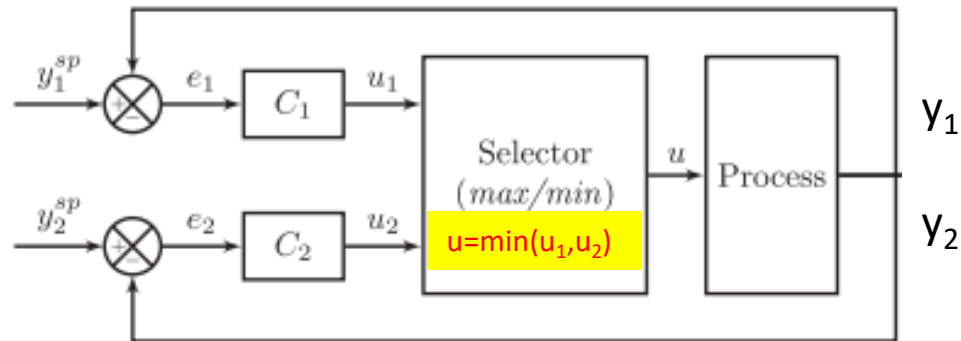 y₁ˢᵖ
+
−
e₁
C₁
u₁
y₂ˢᵖ
+
−
e₂
C₂
u₂
Selector
(max/min)
u=min(u₁,u₂)
u
Process
y₁
y₂